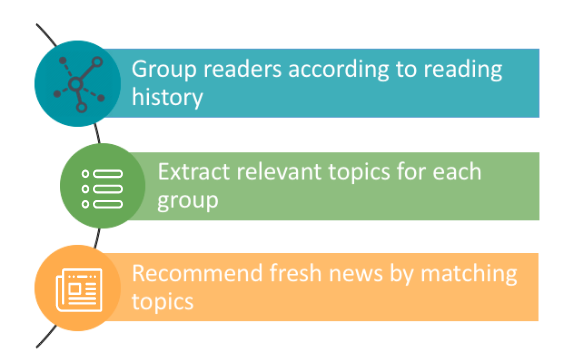 Group readers according to reading
history
Extract relevant topics for each
group
Recommend fresh news by matching
topics